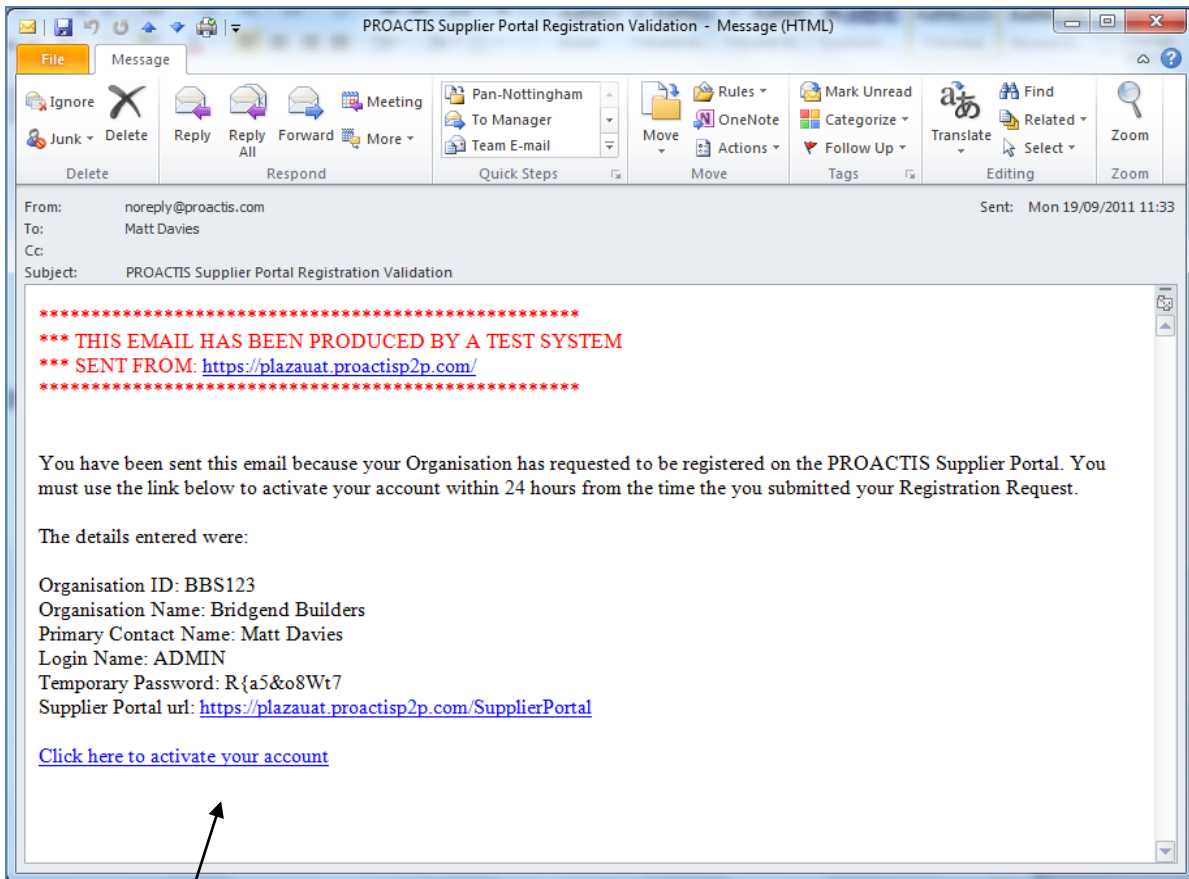 PROACTIS Supplier Portal Registration Validation - Message (HTML)
File Message
Ignore
Junk
Delete
Delete
Reply
Reply All
Forward
Meeting
More
Respond
Pan-Nottingham
To Manager
Team E-mail
Quick Steps
Move
Rules
OneNote
Actions
Move
Mark Unread
Categorize
Follow Up
Tags
Translate
Find
Related
Select
Editing
Zoom
Zoom
From: noreply@proactis.com Sent: Mon 19/09/2011 11:33
To: Matt Davies
Cc:
Subject: PROACTIS Supplier Portal Registration Validation
****************************************************
*** THIS EMAIL HAS BEEN PRODUCED BY A TEST SYSTEM
*** SENT FROM: https://plazauat.proactisp2p.com/
****************************************************
You have been sent this email because your Organisation has requested to be registered on the PROACTIS Supplier Portal. You
must use the link below to activate your account within 24 hours from the time the you submitted your Registration Request.
The details entered were:
Organisation ID: BBS123
Organisation Name: Bridgend Builders
Primary Contact Name: Matt Davies
Login Name: ADMIN
Temporary Password: R{a5&o8Wt7
Supplier Portal url: https://plazauat.proactisp2p.com/SupplierPortal
Click here to activate your account